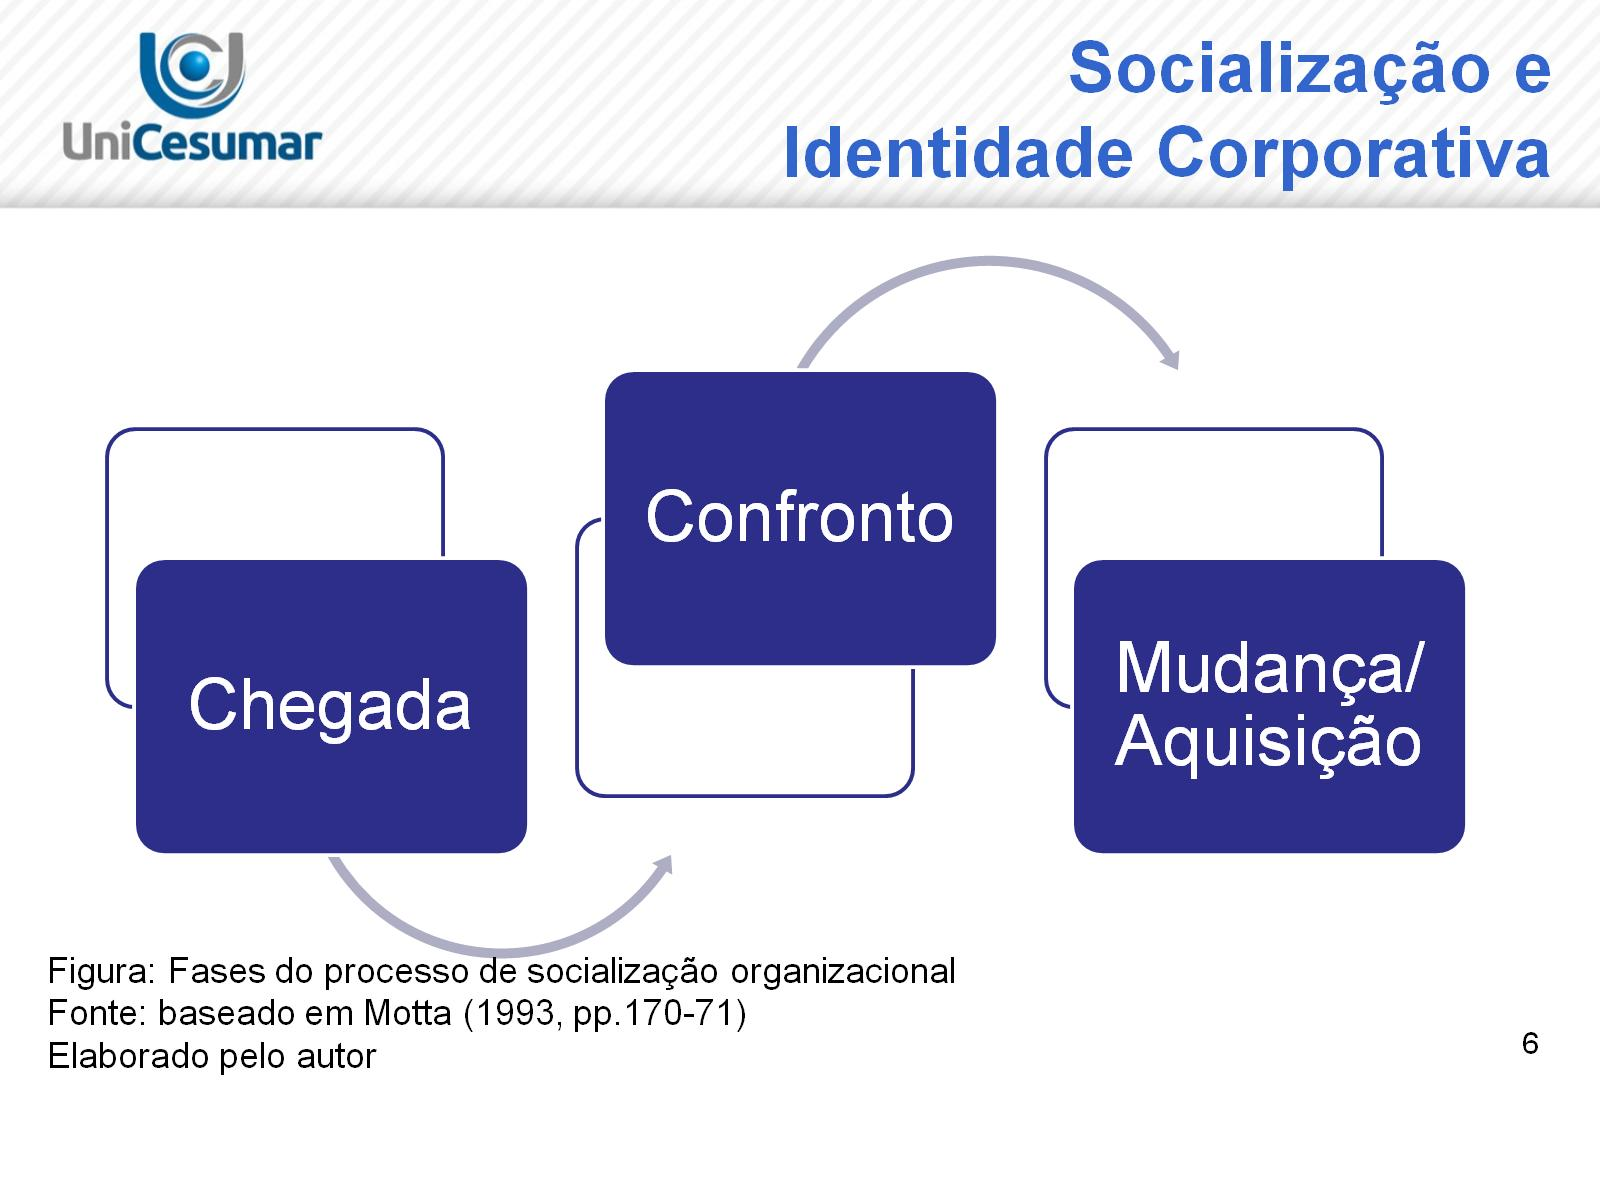 UniCesumar
Socialização e
Identidade Corporativa
Chegada
Confronto
Mudança/
Aquisição
Figura: Fases do processo de socialização organizacional
Fonte: baseado em Motta (1993, pp.170-71)
Elaborado pelo autor
6